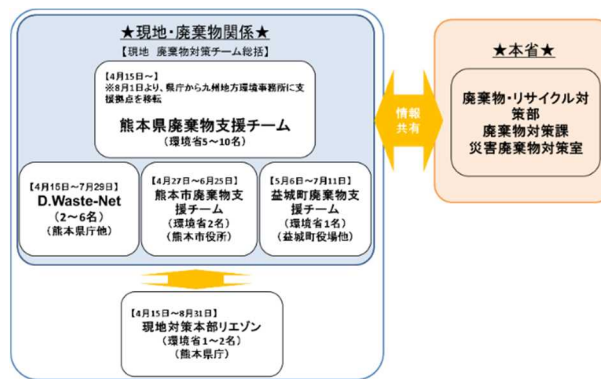 ★現地・廃棄物関係★
【現地 廃棄物対策チーム総括】
【4月15日～】
※8月1日より、県庁から九州地方環境事務所に支
援拠点を移転
熊本県廃棄物支援チーム
（環境省5～10名）
【4月16日～7月29日】
D.Waste-Net
（2～6名）
（熊本県庁他）
【4月27日～6月25日】
熊本市廃棄物支
援チーム
（環境省2名）
（熊本市役所）
【5月6日～7月11日】
益城町廃棄物支
援チーム
（環境省1名）
（益城町役場他）
【4月15日～8月31日】
現地対策本部リエゾン
（環境省1～2名）
（熊本県庁）
情報
共有
★本省★
廃棄物・リサイクル対
策部
廃棄物対策課
災害廃棄物対策室